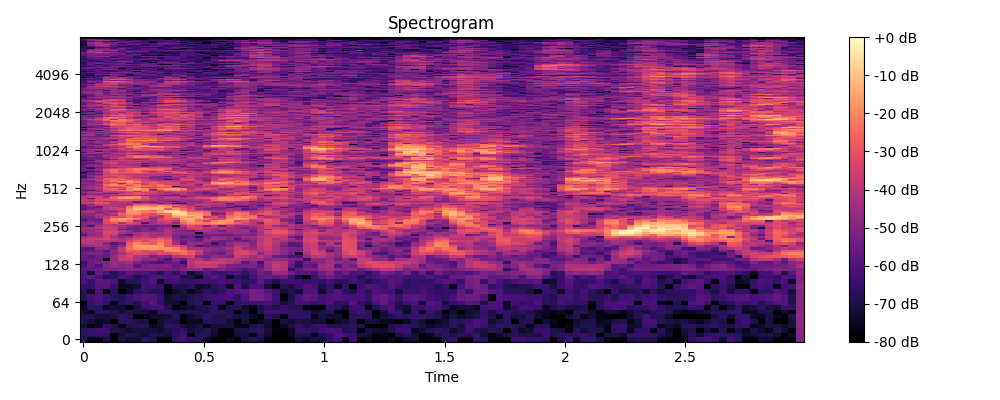 Spectrogram
Hz
4096
2048
1024
512
256
128
64
0
0
0.5
1
1.5
2
2.5
Time
+0 dB
-10 dB
-20 dB
-30 dB
-40 dB
-50 dB
-60 dB
-70 dB
-80 dB